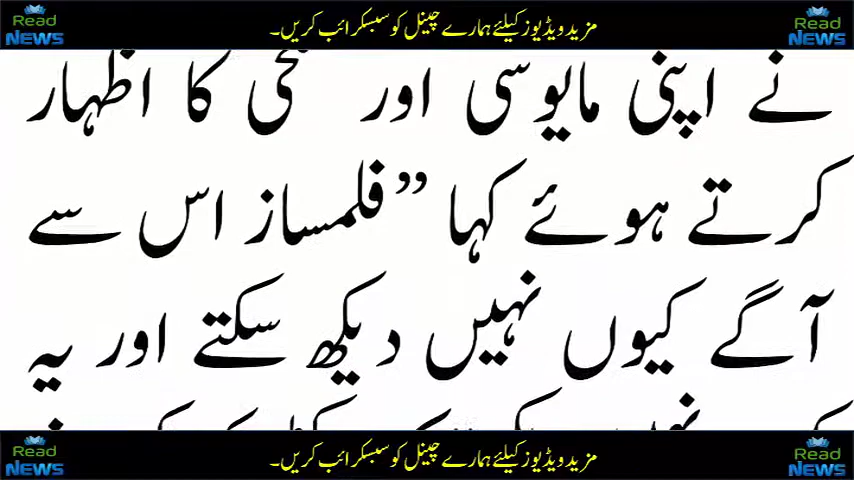 Read NEWS
مزید ویڈیوز کیلئے ہمارے چینل کو سبسکرائب کریں۔
Read NEWS
نے اپنی مایوسی اور کا اظہار
کرتے ہوئے کہا ”فلمساز اس سے
آگے کیوں نہیں دیکھ سکتے اور یہ
Read NEWS
مزید ویڈیوز کیلئے ہمارے چینل کو سبسکرائب کریں۔
Read NEWS